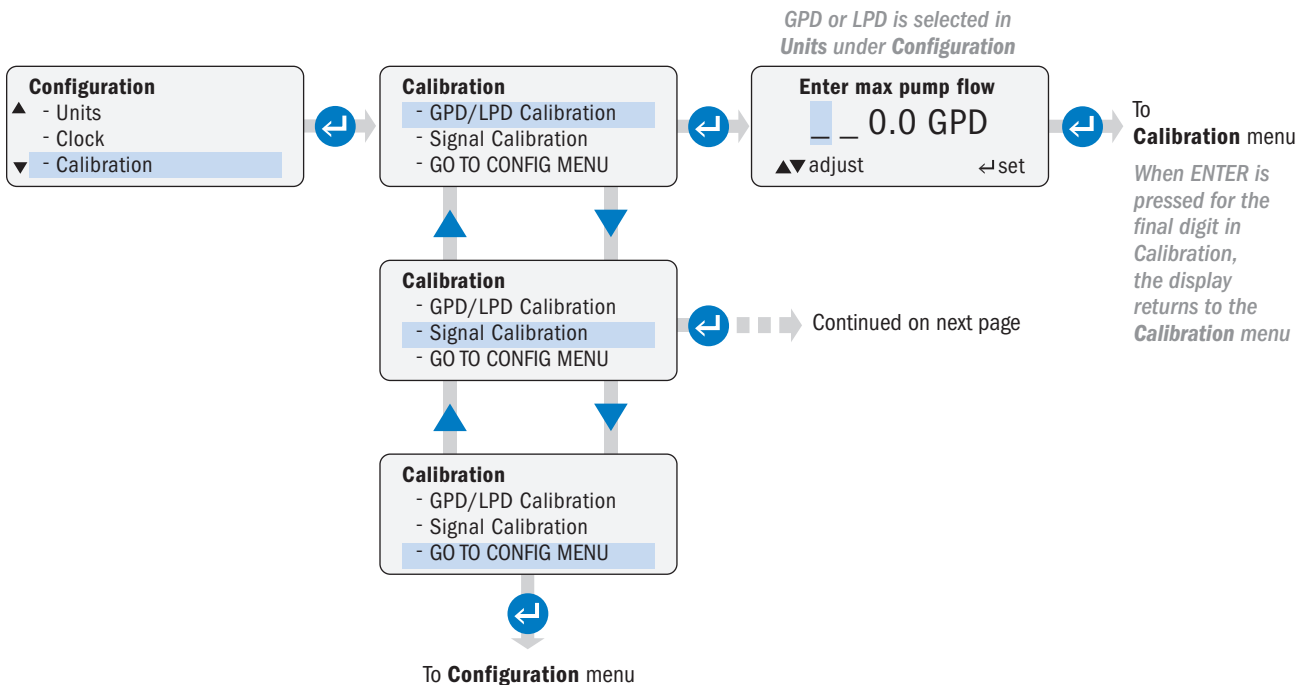 GPD or LPD is selected in
Units under Configuration
Configuration
- Units
- Clock
- Calibration
Calibration
- GPD/LPD Calibration
- Signal Calibration
- GO TO CONFIG MENU
Enter max pump flow
_ _ 0.0 GPD
▲▼ adjust ↵ set
To
Calibration menu
When ENTER is
pressed for the
final digit in
Calibration,
the display
returns to the
Calibration menu
Calibration
- GPD/LPD Calibration
- Signal Calibration
- GO TO CONFIG MENU
Continued on next page
Calibration
- GPD/LPD Calibration
- Signal Calibration
- GO TO CONFIG MENU
To Configuration menu